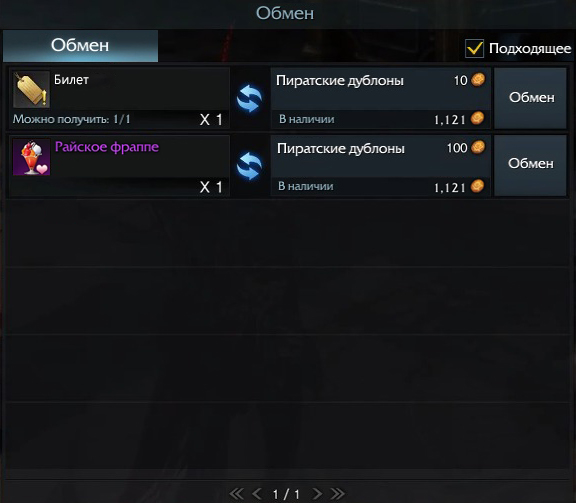 Обмен
Обмен
Подходящее
Билет
Можно получить: 1/1
X 1
Пиратские дублоны 10
В наличии 1,121
Обмен
Райское фраппе
X 1
Пиратские дублоны 100
В наличии 1,121
Обмен
1 / 1